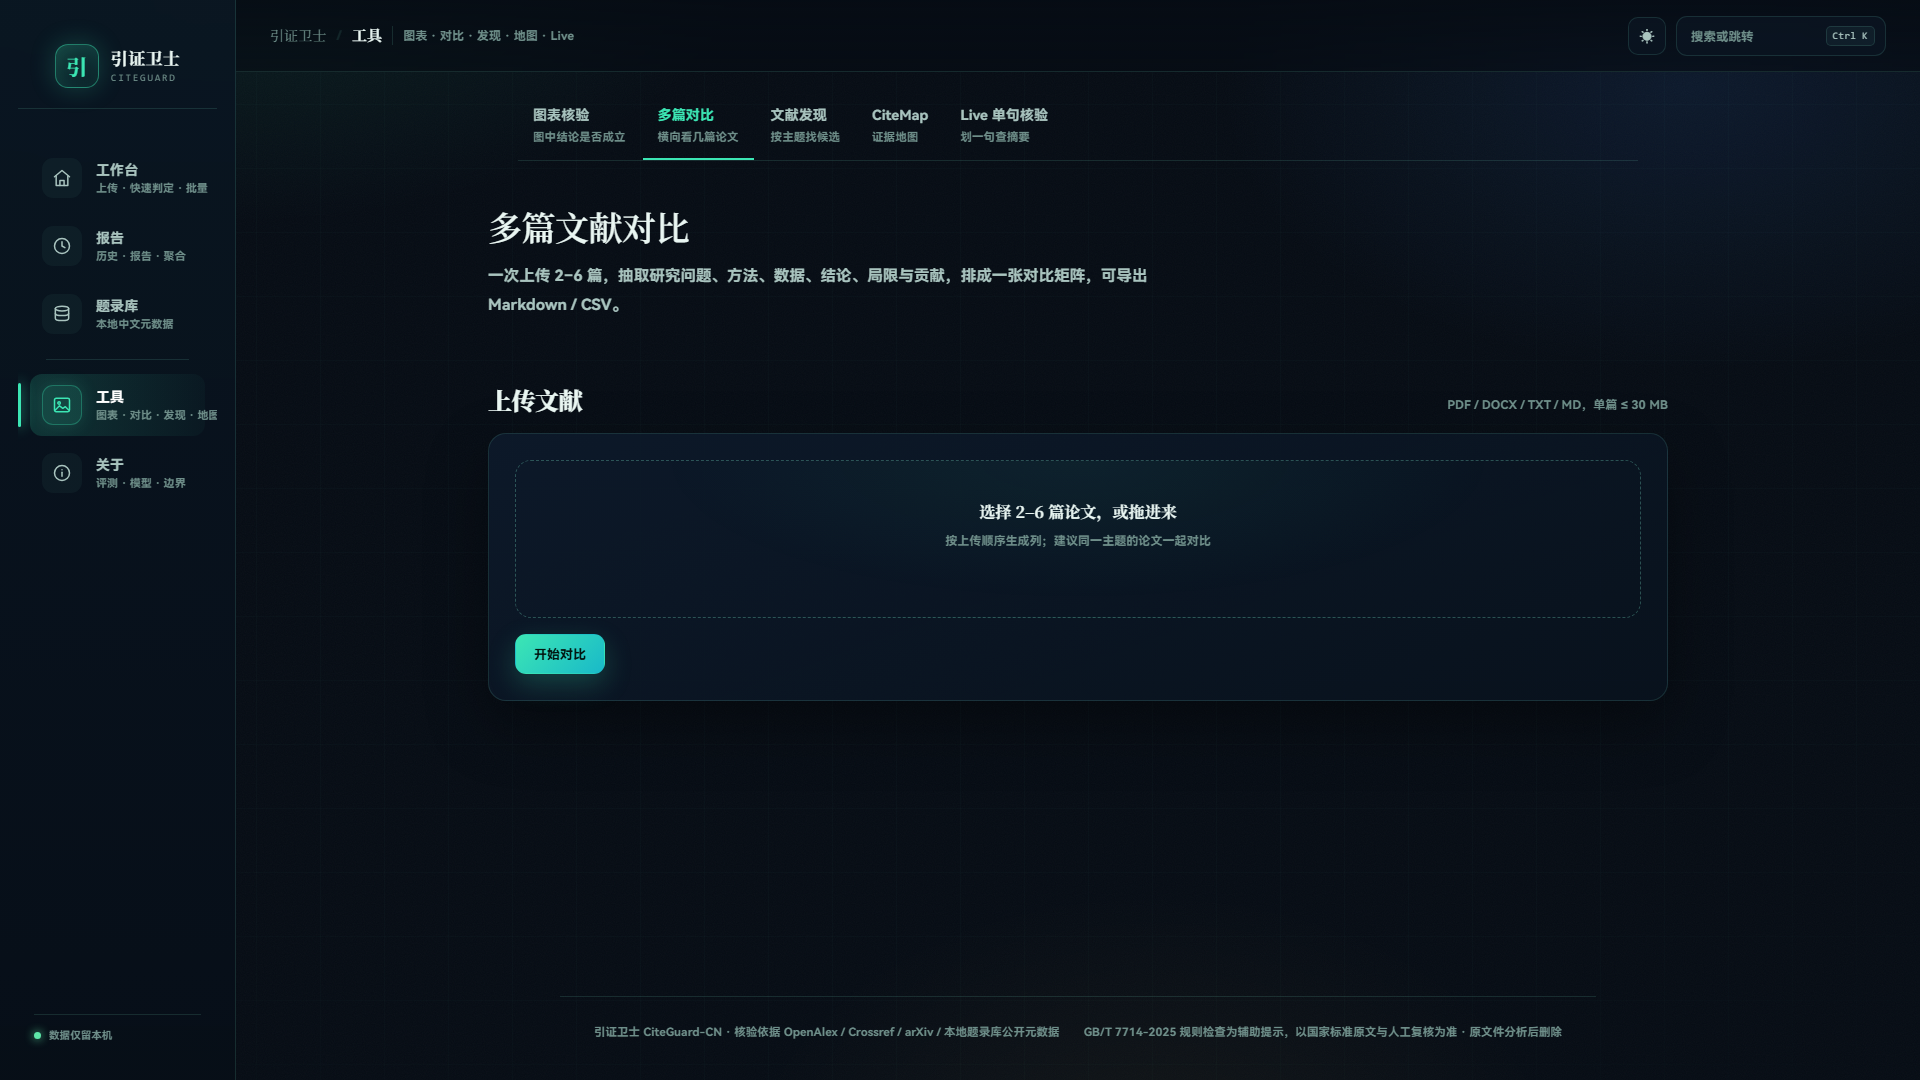 引
引证卫士
CITEGUARD
工作台
上传 · 快速判定 · 批量
报告
历史 · 报告 · 聚合
题录库
本地中文元数据
工具
图表 · 对比 · 发现 · 地图
关于
评测 · 模型 · 边界
数据仅留本机
引证卫士 / 工具 图表 · 对比 · 发现 · 地图 · Live
搜索或跳转 Ctrl K
图表核验
图中结论是否成立
多篇对比
横向看几篇论文
文献发现
按主题找候选
CiteMap
证据地图
Live 单句核验
划一句查摘要
多篇文献对比
一次上传 2–6 篇，抽取研究问题、方法、数据、结论、局限与贡献，排成一张对比矩阵，可导出
Markdown / CSV。
上传文献
PDF / DOCX / TXT / MD，单篇 ≤ 30 MB
选择 2–6 篇论文，或拖进来
按上传顺序生成列；建议同一主题的论文一起对比
开始对比
引证卫士 CiteGuard-CN · 核验依据 OpenAlex / Crossref / arXiv / 本地题录库公开元数据
GB/T 7714-2025 规则检查为辅助提示，以国家标准原文与人工复核为准 · 原文件分析后删除